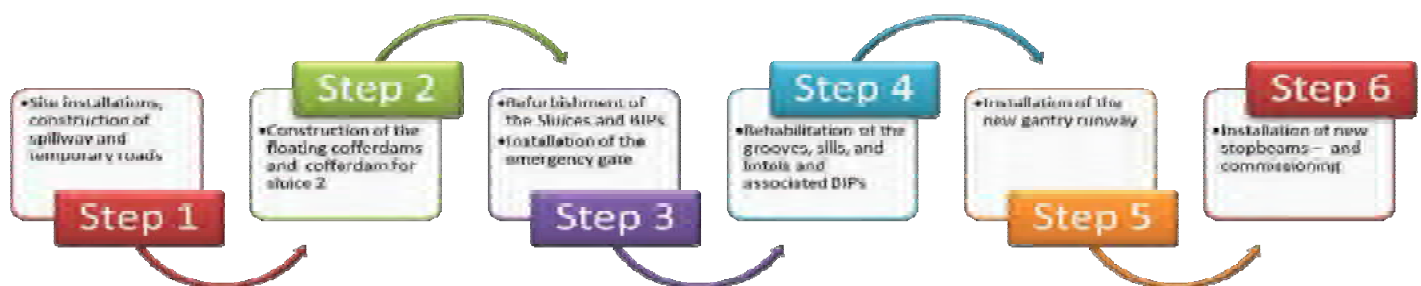 •Site installations,
construction of
spillway and
temporary roads
Step 1
Step 2
•Construction of the
floating cofferdams
and cofferdam for
sluice 2
•Refurbishment of
the Sluices and BIPs
•Installation of the
emergency gate
Step 3
Step 4
•Rehabilitation of the
grooves, sills, and
lintels and
associated BIPs
•Installation of the
new gantry runway
Step 5
Step 6
•Installation of new
stopbeams – and
commissioning